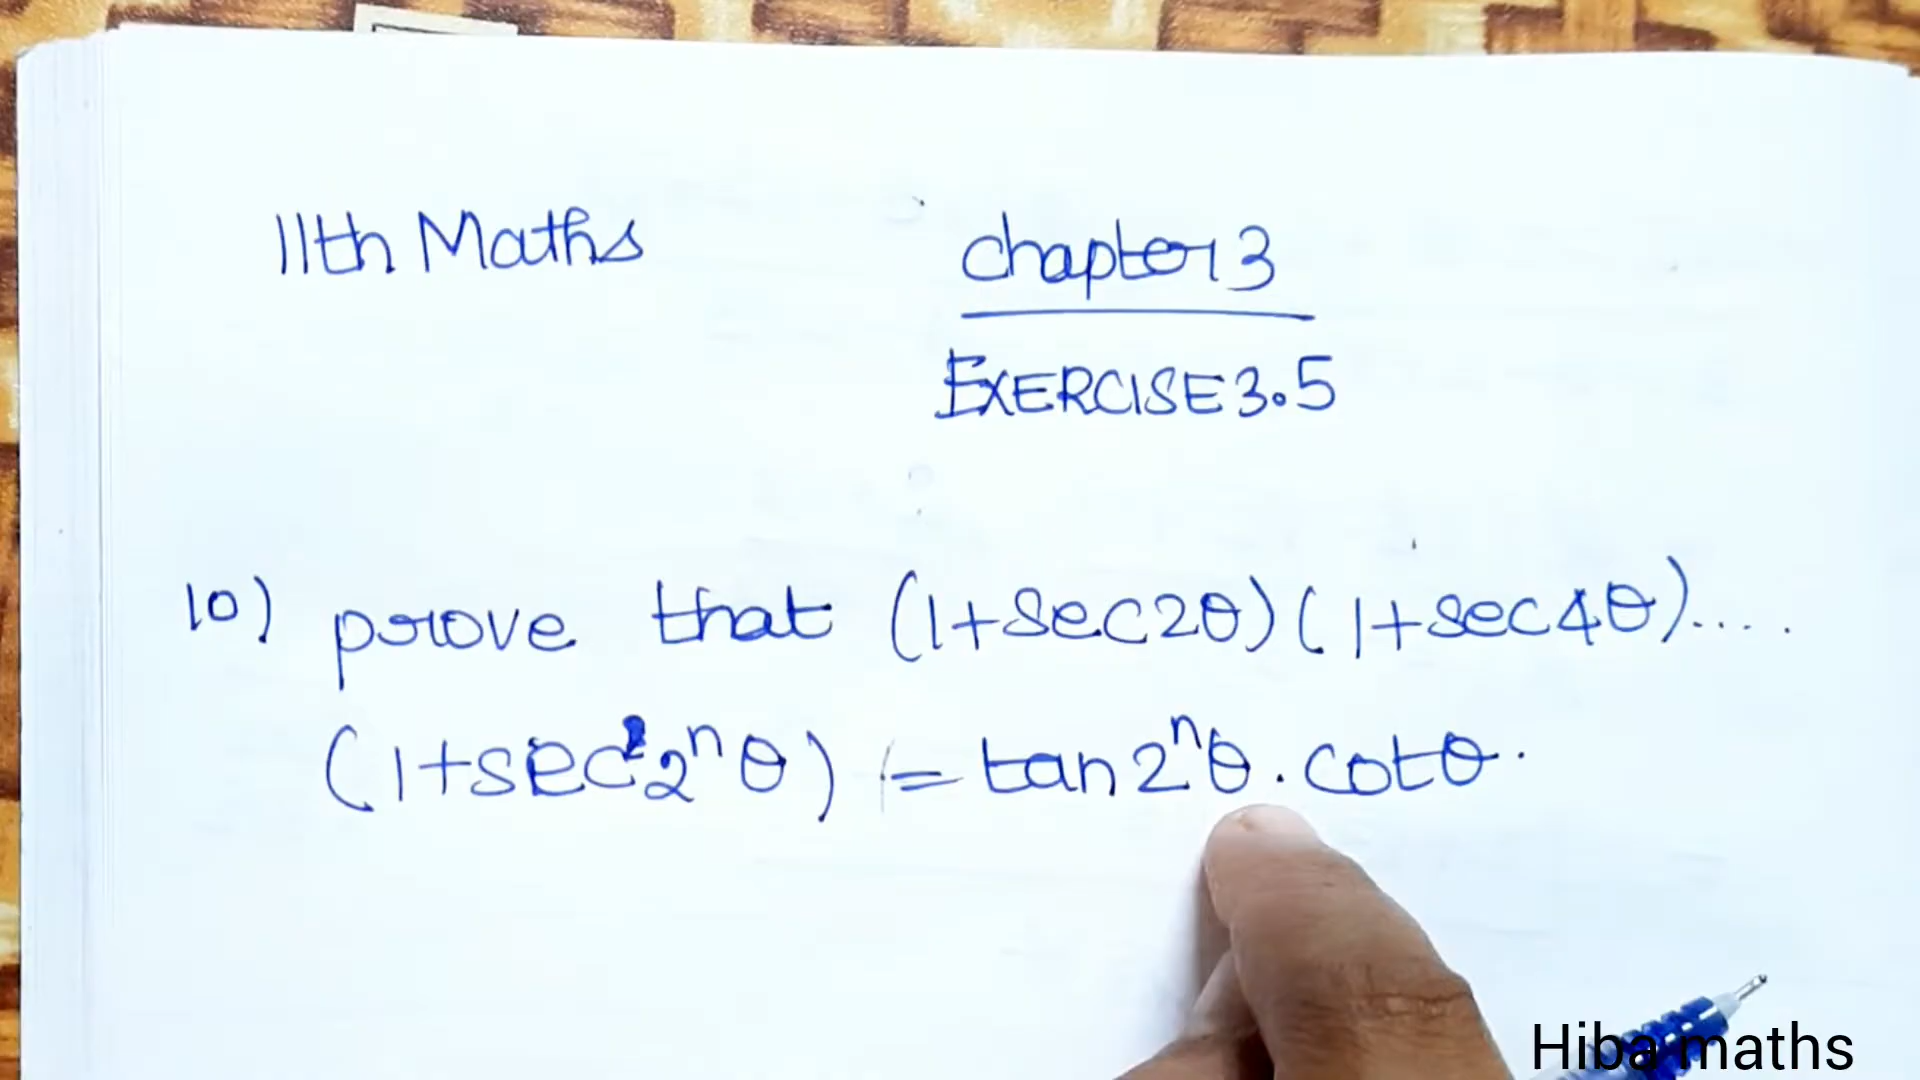 11th Maths
Chapter 3
EXERCISE 3.5
10) prove that (1+sec2θ)(1+sec4θ)....
(1+sec2ⁿθ) = tan2ⁿθ.cotθ.
Hiba maths